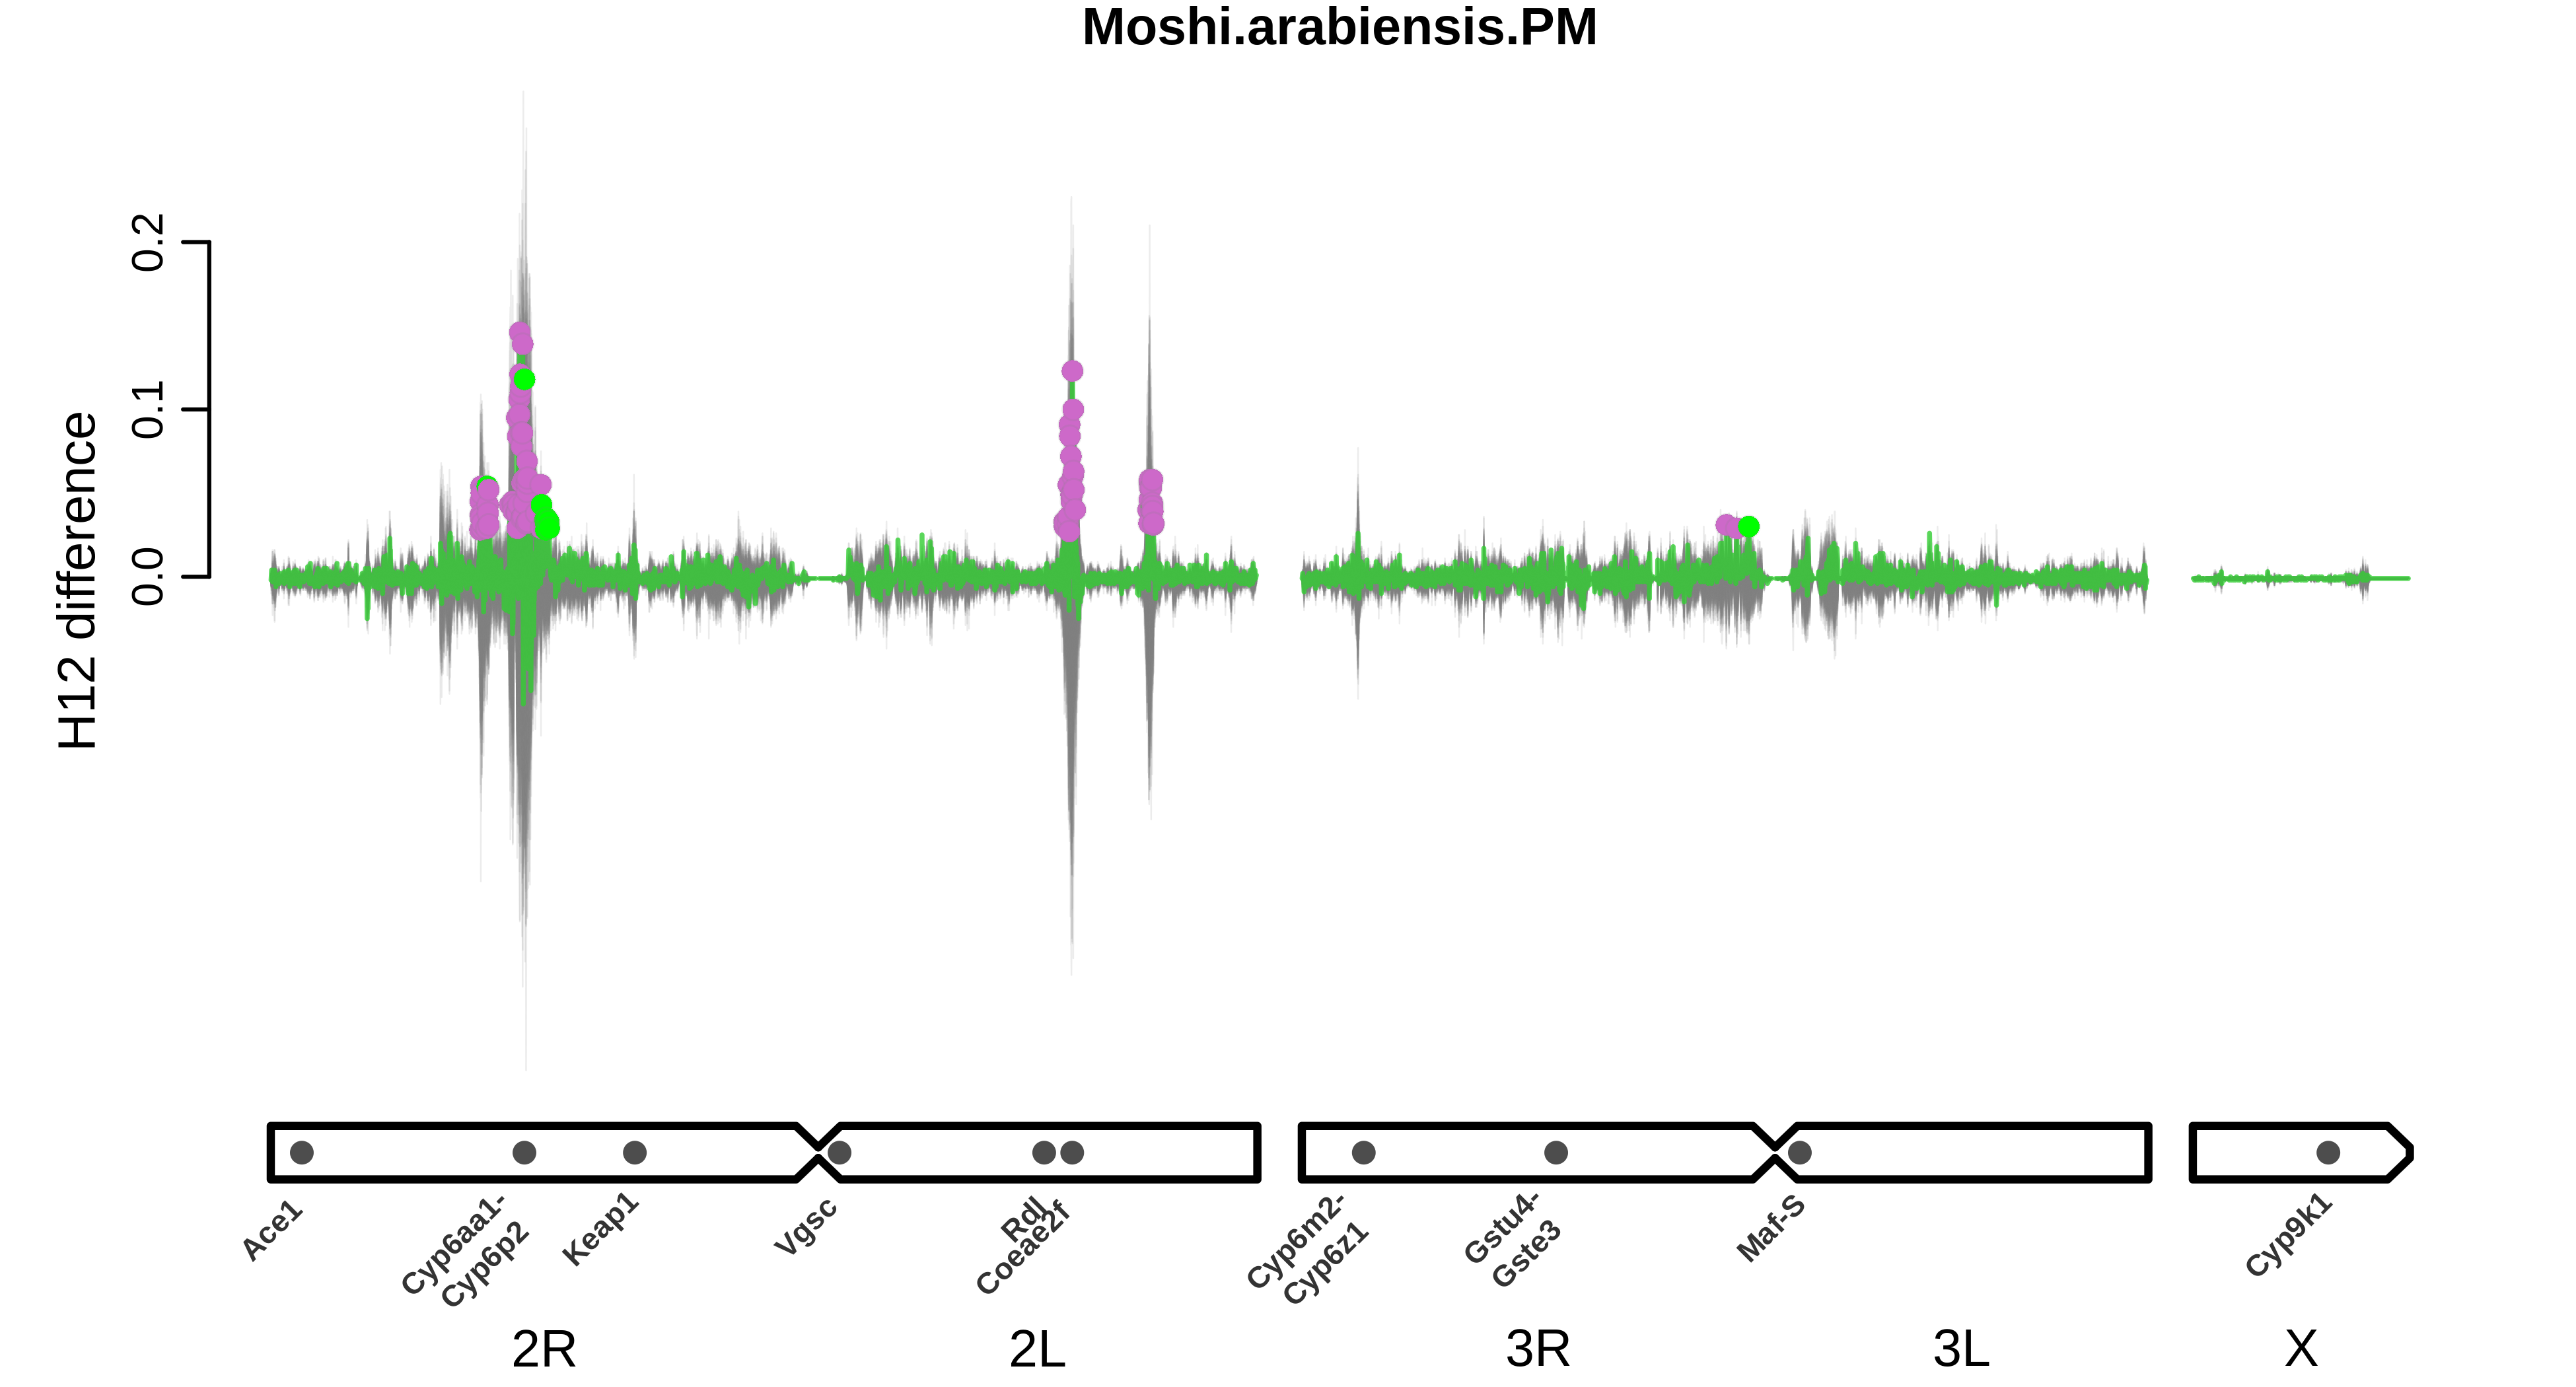 Moshi.arabiensis.PM
H12 difference
0.2
0.1
0.0
Ace1
Cyp6aa1-
Cyp6p2
Keap1
Vgsc
Rdl
Coeae2f
Cyp6m2-
Cyp6z1
Gstu4-
Gste3
Maf-S
Cyp9k1
2R
2L
3R
3L
X